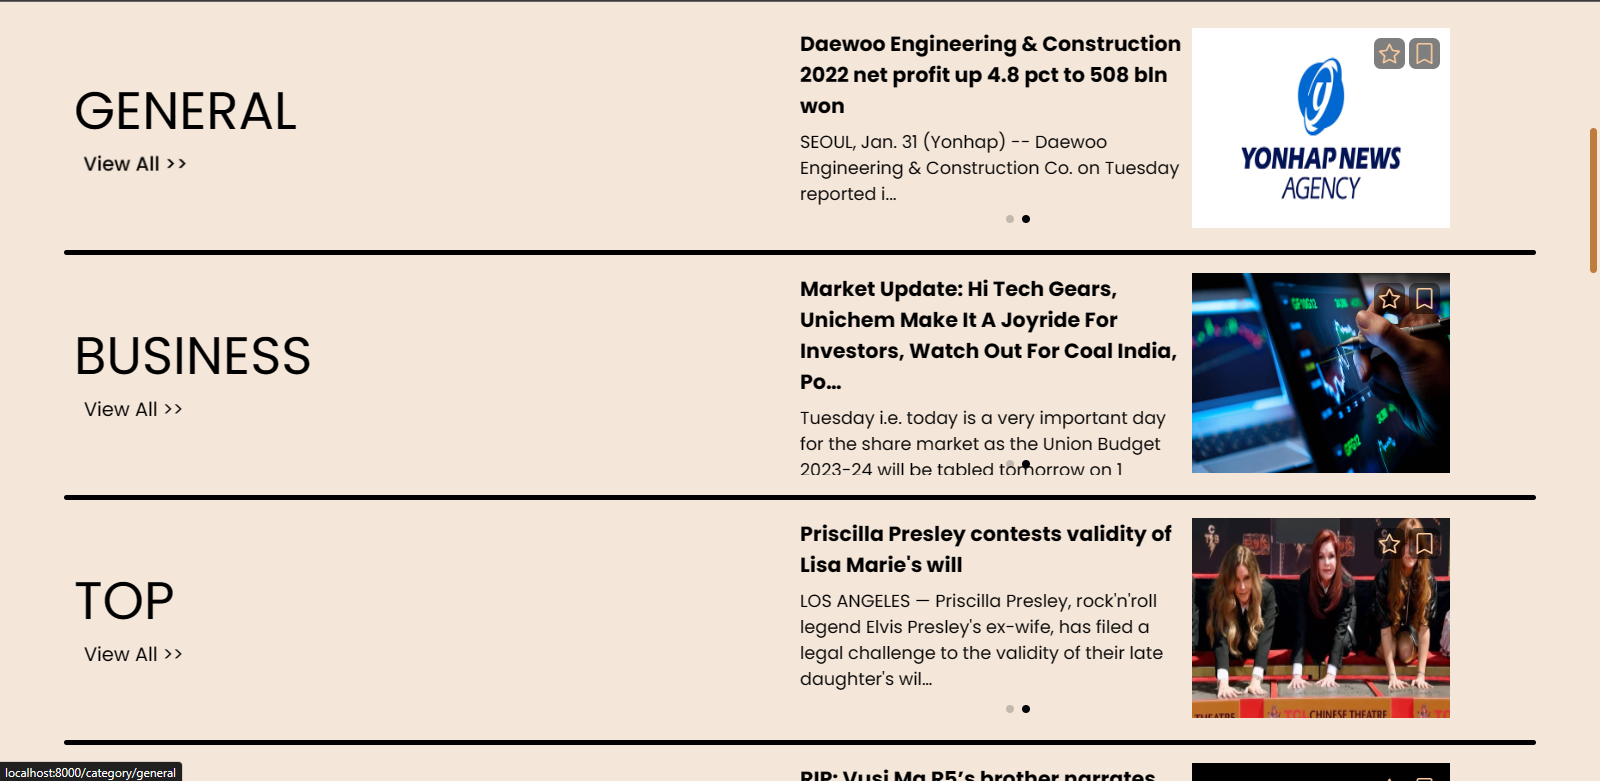 GENERAL
View All >>
Daewoo Engineering & Construction
2022 net profit up 4.8 pct to 508 bln
won
SEOUL, Jan. 31 (Yonhap) -- Daewoo
Engineering & Construction Co. on Tuesday
reported i...
YONHAP NEWS
AGENCY
BUSINESS
View All >>
Market Update: Hi Tech Gears,
Unichem Make It A Joyride For
Investors, Watch Out For Coal India,
Po...
Tuesday i.e. today is a very important day
for the share market as the Union Budget
2023-24 will be tabled tomorrow on 1
TOP
View All >>
Priscilla Presley contests validity of
Lisa Marie's will
LOS ANGELES — Priscilla Presley, rock'n'roll
legend Elvis Presley's ex-wife, has filed a
legal challenge to the validity of their late
daughter's wil...
THEATRE
TCL CHINESE THEATRE
RIP: Vusi Ma R5's brother narrates
localhost:8000/category/general